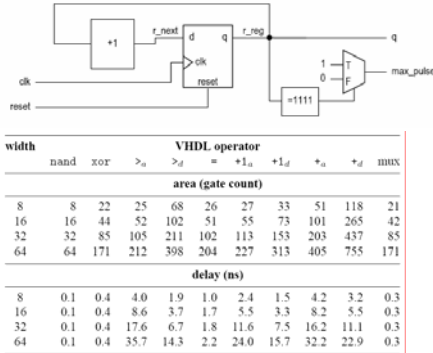 +1
r_next
d
q
r_reg
q
clk
reset
1
T
0
F
max_pulse
clk
reset
=1111
width VHDL operator
nand xor >a >d = +1a +1d +a +d mux
area (gate count)
8 8 22 25 68 26 27 33 51 118 21
16 16 44 52 102 51 55 73 101 265 42
32 32 85 105 211 102 113 153 203 437 85
64 64 171 212 398 204 227 313 405 755 171
delay (ns)
8 0.1 0.4 4.0 1.9 1.0 2.4 1.5 4.2 3.2 0.3
16 0.1 0.4 8.6 3.7 1.7 5.5 3.3 8.2 5.5 0.3
32 0.1 0.4 17.6 6.7 1.8 11.6 7.5 16.2 11.1 0.3
64 0.1 0.4 35.7 14.3 2.2 24.0 15.7 32.2 22.9 0.3